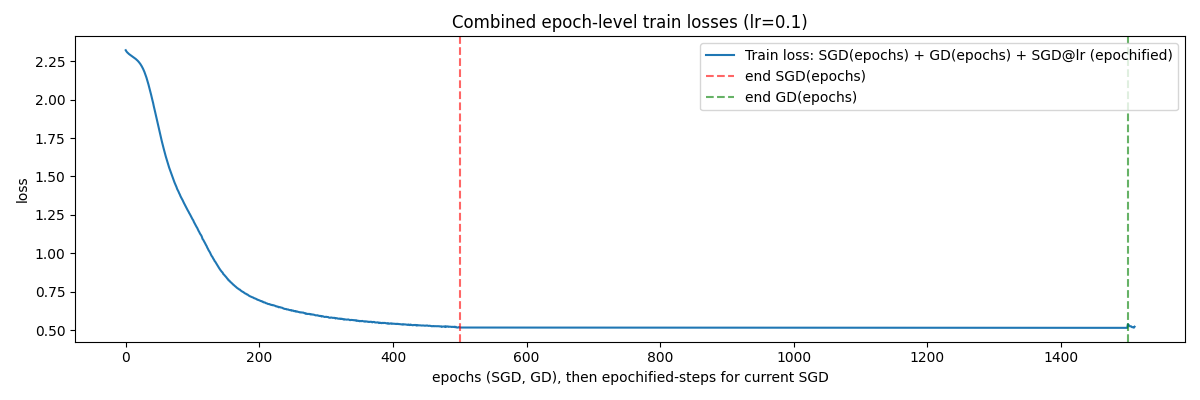 Combined epoch-level train losses (lr=0.1)
Train loss: SGD(epochs) + GD(epochs) + SGD@lr (epochified)
end SGD(epochs)
end GD(epochs)
loss
2.25
2.00
1.75
1.50
1.25
1.00
0.75
0.50
0 200 400 600 800 1000 1200 1400
epochs (SGD, GD), then epochified-steps for current SGD